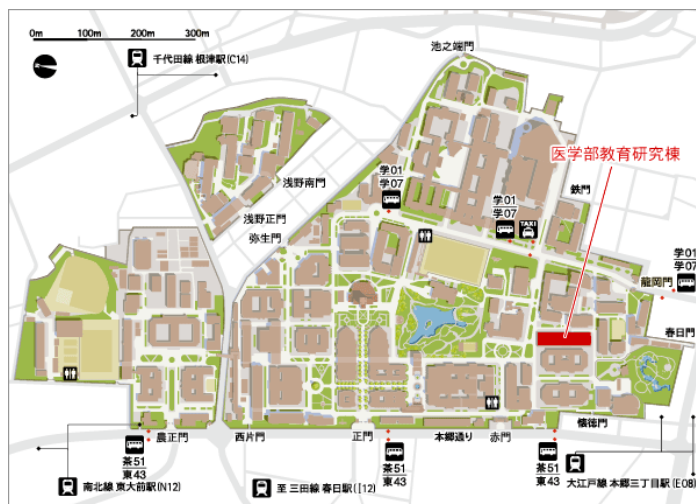 0m 100m 200m 300m
千代田線 根津駅(C14)
池之端門
医学部教育研究棟
学01
学07
学01
学07
TAXI
鉄門
浅野南門
浅野正門
弥生門
学01
学07
龍岡門
春日門
農正門
西片門
正門
本郷通り
赤門
懐徳門
茶51
東43
茶51
東43
茶51
東43
南北線 東大前駅(N12)
至 三田線 春日駅(I12)
大江戸線 本郷三丁目駅(E08)